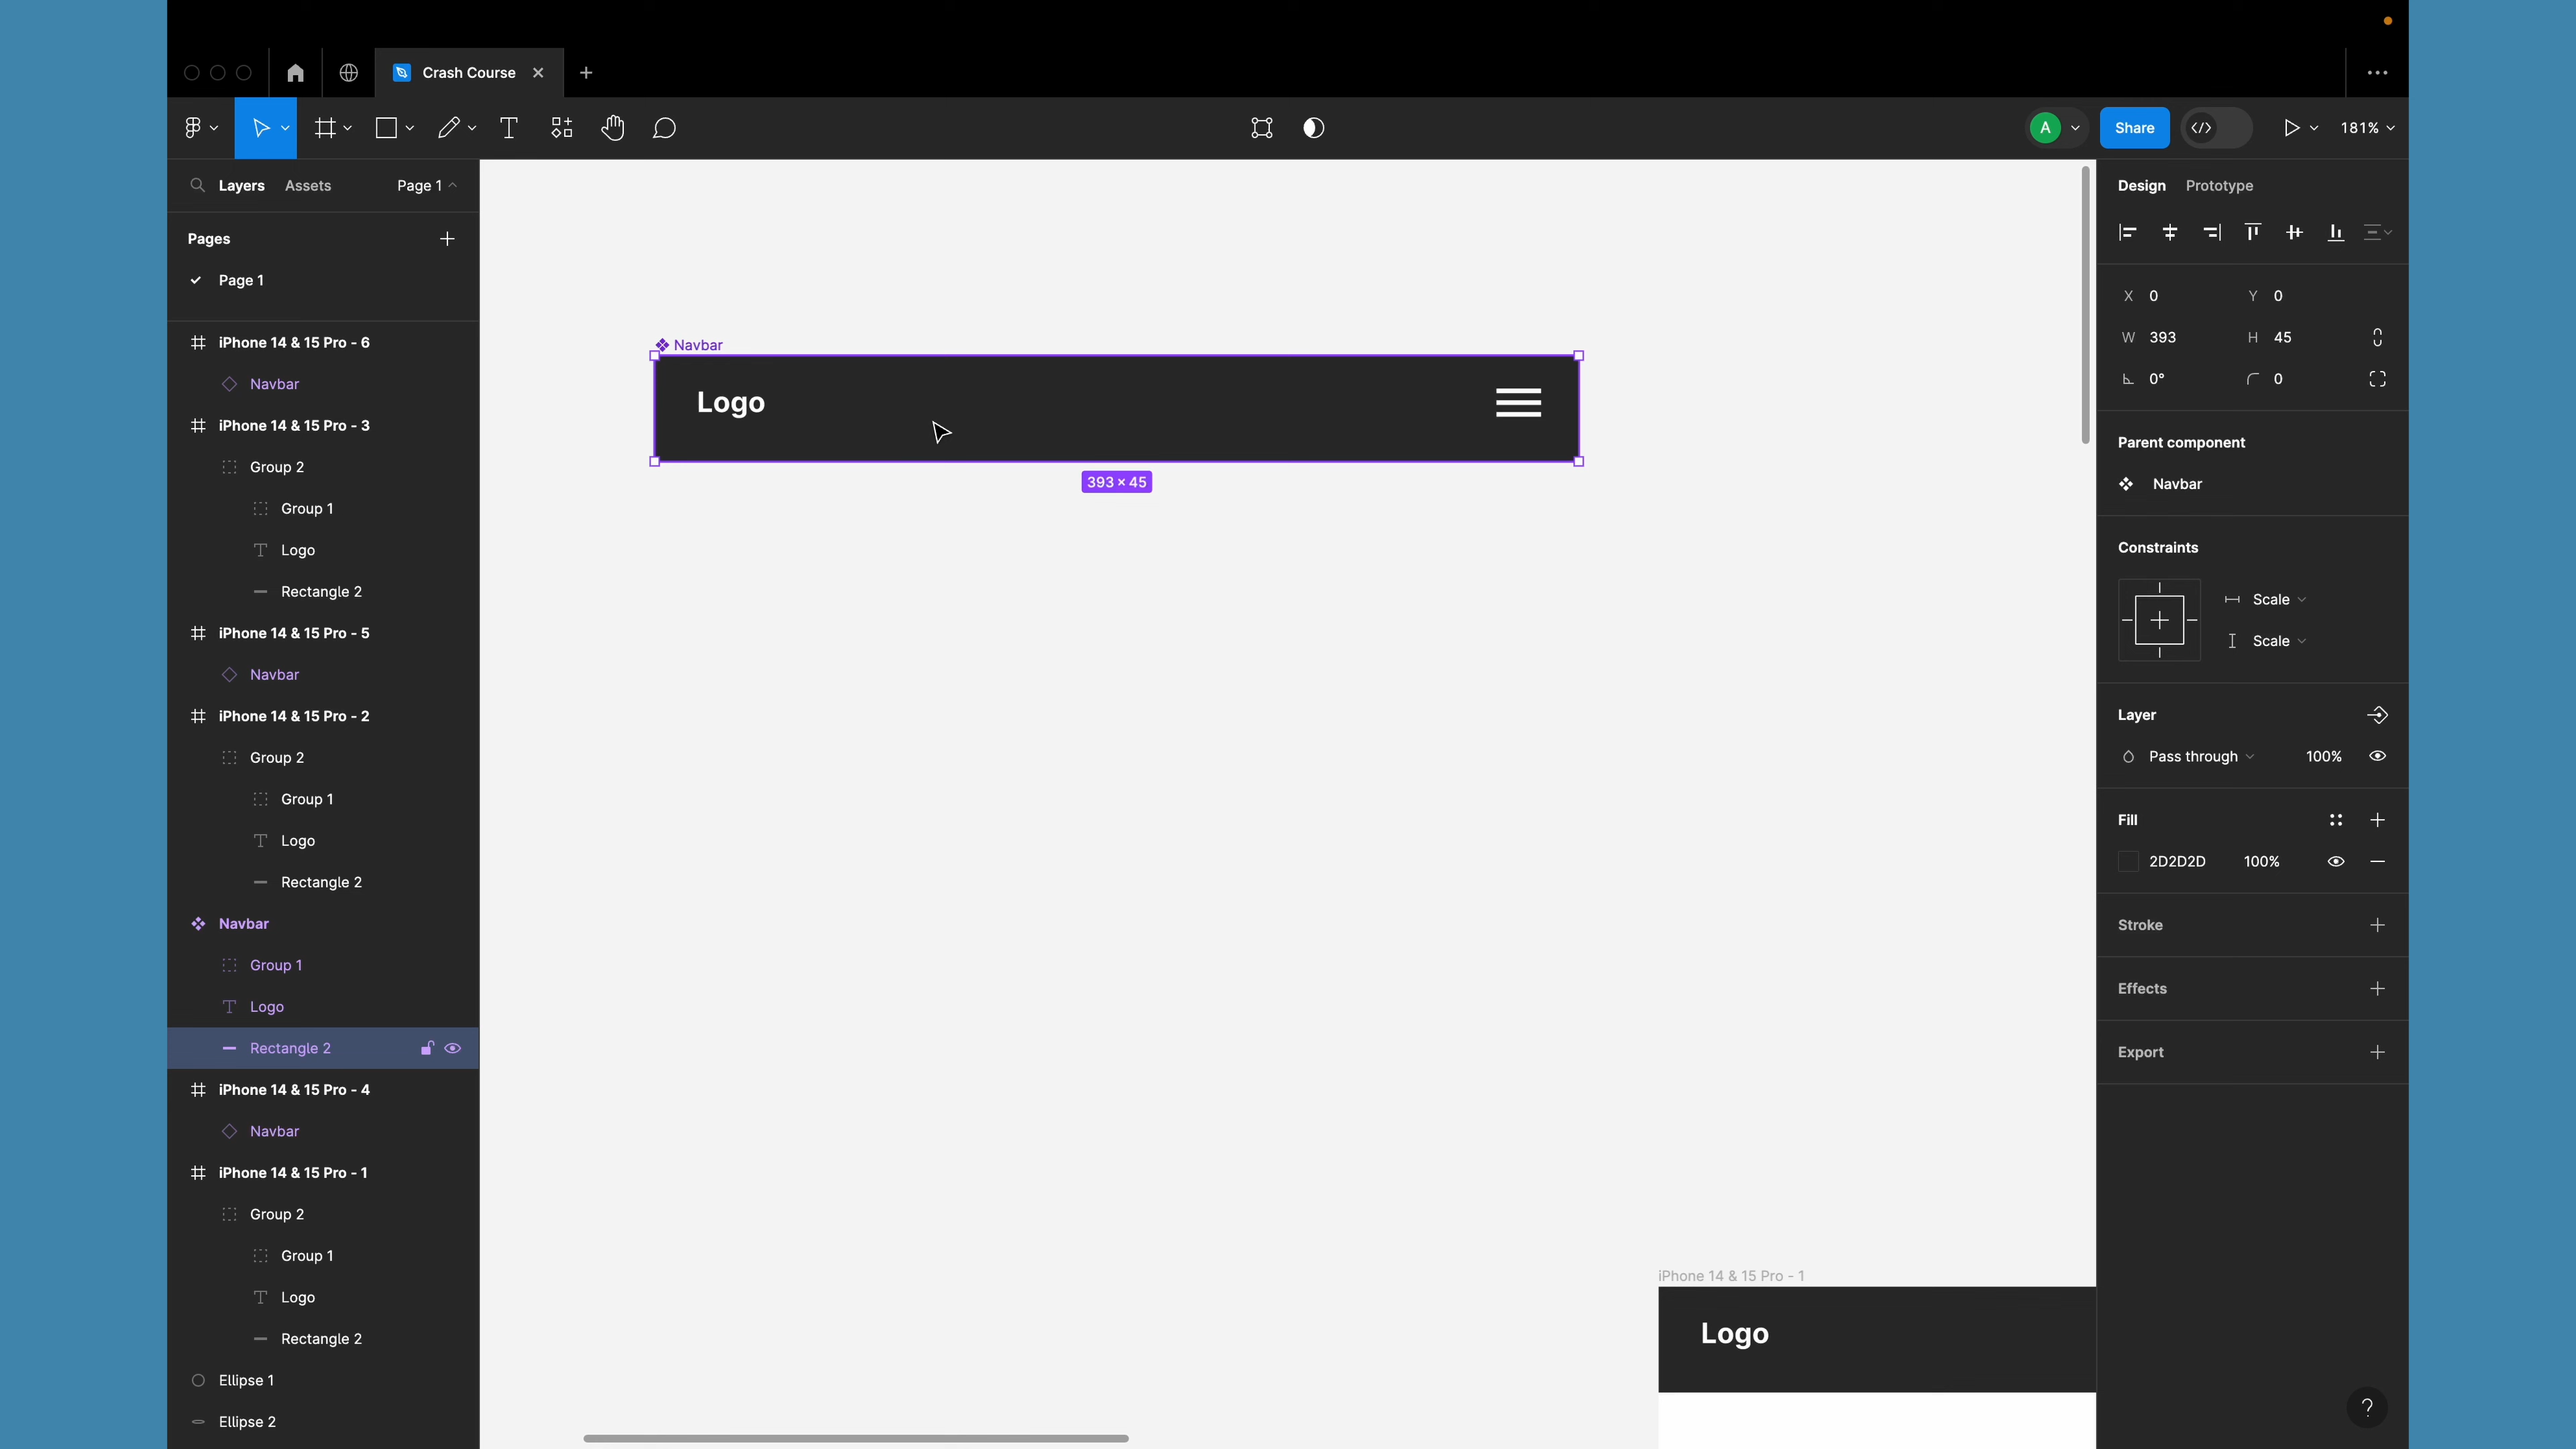 Crash Course
A
Share
181%
Layers
Assets
Page 1
Design
Prototype
Pages
Page 1
iPhone 14 & 15 Pro - 6
Navbar
iPhone 14 & 15 Pro - 3
Group 2
Group 1
Logo
Rectangle 2
iPhone 14 & 15 Pro - 5
Navbar
iPhone 14 & 15 Pro - 2
Group 2
Group 1
Logo
Rectangle 2
Navbar
Group 1
Logo
Rectangle 2
iPhone 14 & 15 Pro - 4
Navbar
iPhone 14 & 15 Pro - 1
Group 2
Group 1
Logo
Rectangle 2
Ellipse 1
Ellipse 2
Navbar
Logo
393 × 45
iPhone 14 & 15 Pro - 1
Logo
X 0 Y 0
W 393 H 45
0° 0
Parent component
Navbar
Constraints
Scale
Scale
Layer
Pass through 100%
Fill
2D2D2D 100%
Stroke
Effects
Export
?